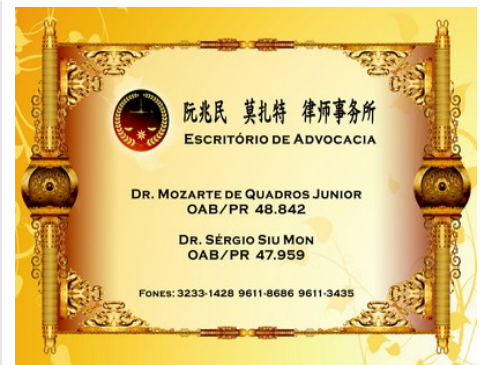 阮兆民 莫扎特 律师事务所
ESCRITÓRIO DE ADVOCACIA
DR. MOZARTE DE QUADROS JUNIOR
OAB/PR 48.842
DR. SÉRGIO SIU MON
OAB/PR 47.959
FONES: 3233-1428 9611-8686 9611-3435